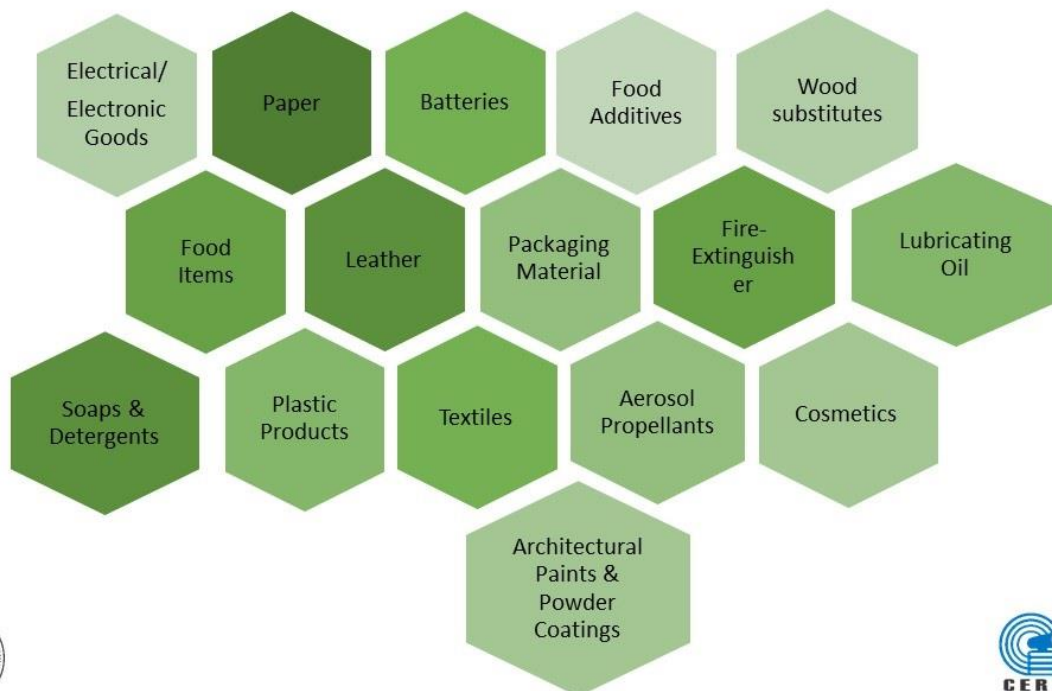 Electrical/
Electronic
Goods
Paper
Batteries
Food
Additives
Wood
substitutes
Food
Items
Leather
Packaging
Material
Fire-
Extinguish
er
Lubricating
Oil
Soaps &
Detergents
Plastic
Products
Textiles
Aerosol
Propellants
Cosmetics
Architectural
Paints &
Powder
Coatings